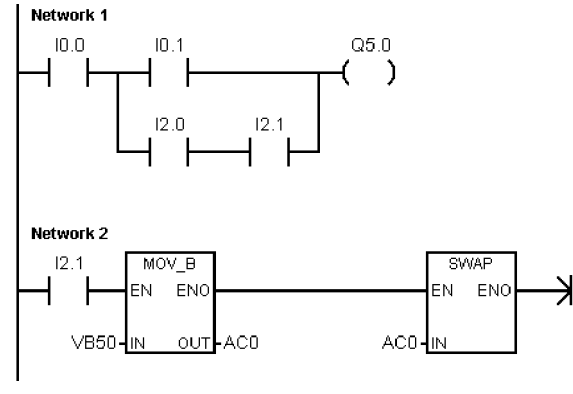 Network 1
I0.0 I0.1 Q5.0
I2.0 I2.1
Network 2
I2.1 MOV_B SWAP
EN ENO EN ENO
VB50 IN OUT AC0 AC0 IN